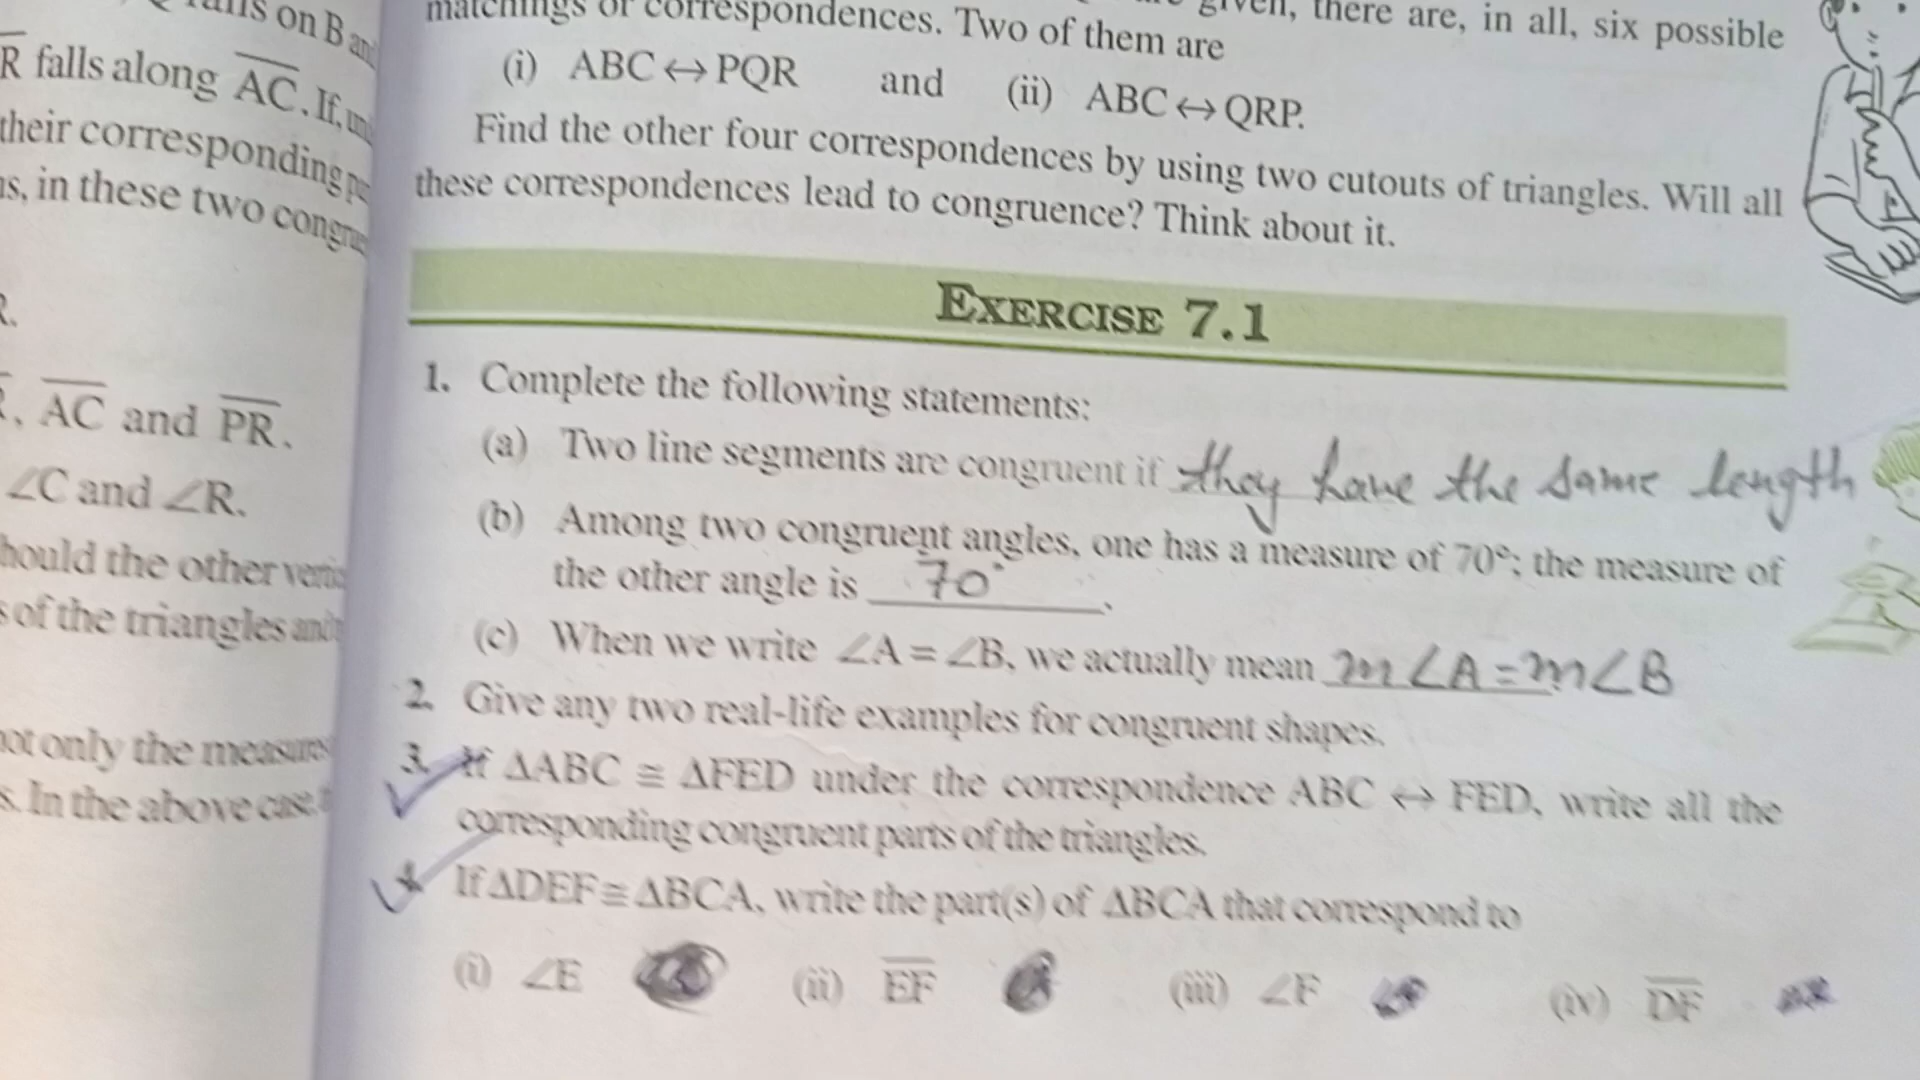 on B
R falls along AC. If,
their corresponding
in these two
AC and PR.
∠C and ∠R.
the other
of the triangles
not only the
s. In the above case.
matchings or correspondences. Two of them are given, there are, in all, six possible
(i) ABC ↔ PQR and (ii) ABC ↔ QRP.
Find the other four correspondences by using two cutouts of triangles. Will all
these correspondences lead to congruence? Think about it.
EXERCISE 7.1
1. Complete the following statements:
(a) Two line segments are congruent if they have the same length
(b) Among two congruent angles, one has a measure of 70°; the measure of
the other angle is 70°.
(c) When we write ∠A = ∠B, we actually mean m∠A = m∠B
2. Give any two real-life examples for congruent shapes.
3. If ΔABC ≅ ΔFED under the correspondence ABC ↔ FED, write all the
corresponding congruent parts of the triangles.
4. If ΔDEF ≅ ΔBCA, write the part(s) of ΔBCA that correspond to
(i) ∠E (ii) EF (iii) ∠F (iv) DF